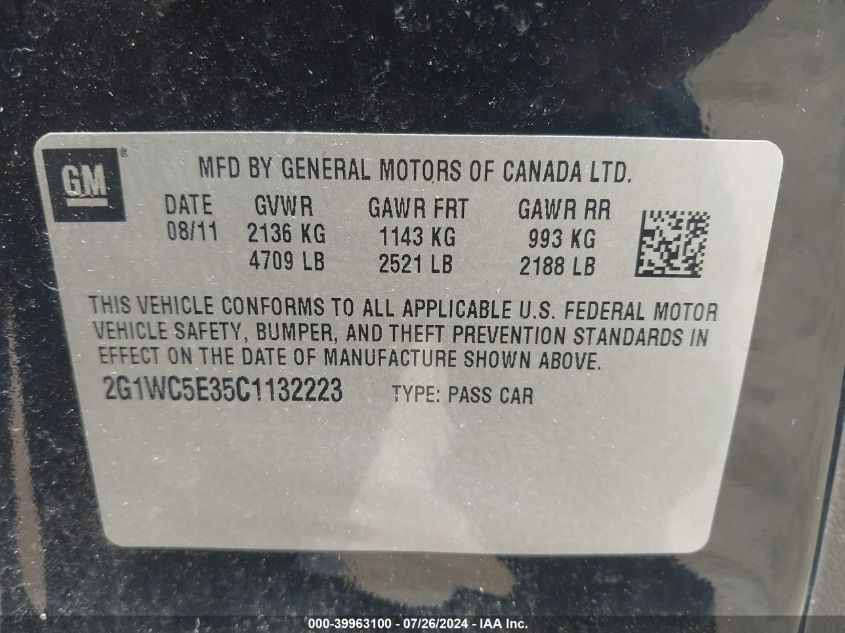 GM ®
MFD BY GENERAL MOTORS OF CANADA LTD.
DATE GVWR GAWR FRT GAWR RR
08/11 2136 KG 1143 KG 993 KG
4709 LB 2521 LB 2188 LB
THIS VEHICLE CONFORMS TO ALL APPLICABLE U.S. FEDERAL MOTOR
VEHICLE SAFETY, BUMPER, AND THEFT PREVENTION STANDARDS IN
EFFECT ON THE DATE OF MANUFACTURE SHOWN ABOVE.
2G1WC5E35C1132223 TYPE: PASS CAR
000-39963100 - 07/26/2024 - IAA Inc.